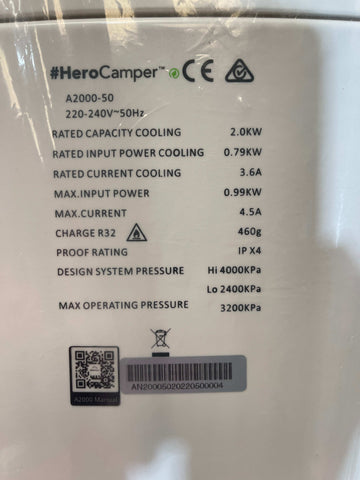 #HeroCamper™ CE
A2000-50
220-240V~50Hz
RATED CAPACITY COOLING 2.0KW
RATED INPUT POWER COOLING 0.79KW
RATED CURRENT COOLING 3.6A
MAX.INPUT POWER 0.99KW
MAX.CURRENT 4.5A
CHARGE R32 460g
PROOF RATING IP X4
DESIGN SYSTEM PRESSURE Hi 4000KPa
Lo 2400KPa
MAX OPERATING PRESSURE 3200KPa
A2000 Manual
AN20005020220500004